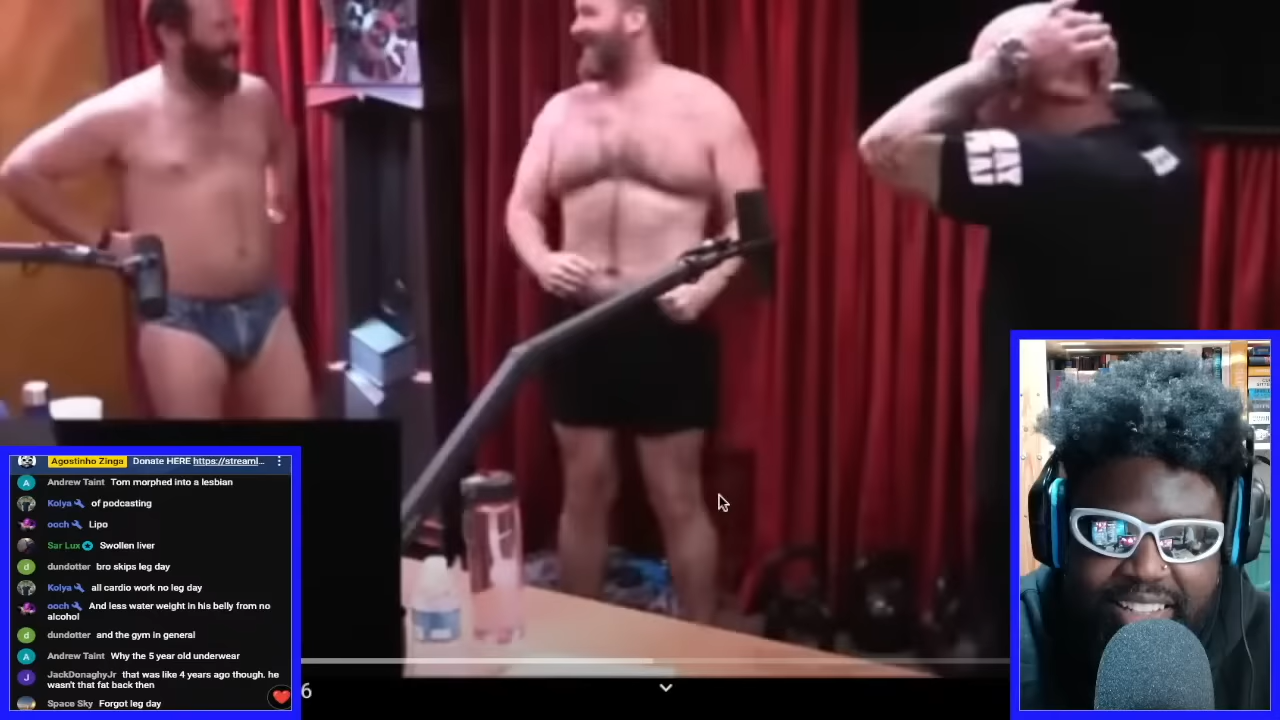 Agostinho Zinga Donate HERE https://streaml...
A Andrew Taint Tom morphed into a lesbian
Kolya of podcasting
ooch Lipo
Sar Lux Swollen liver
d dundotter bro skips leg day
Kolya all cardio work no leg day
ooch And less water weight in his belly from no
alcohol
d dundotter and the gym in general
A Andrew Taint Why the 5 year old underwear
J JackDonaghyJr that was like 4 years ago though. he
wasn't that fat back then
Space Sky Forgot leg day
6